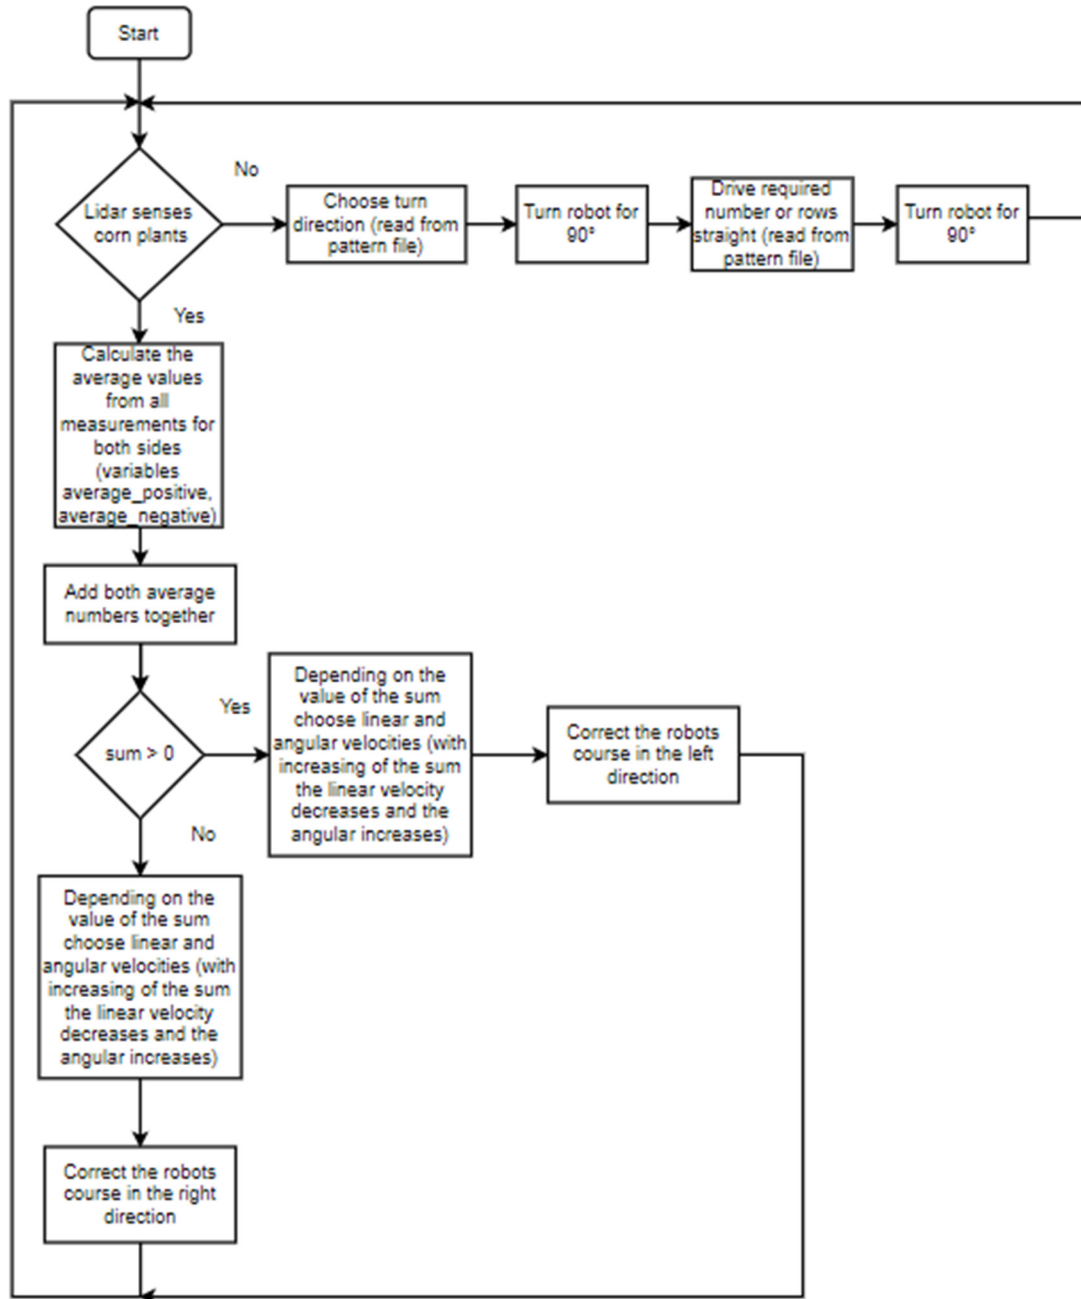 Start
Lidar senses
corn plants
No
Choose turn
direction (read from
pattern file)
Turn robot for
90°
Drive required
number or rows
straight (read from
pattern file)
Turn robot for
90°
Yes
Calculate the
average values
from all
measurements for
both sides
(variables
average_positive,
average_negative)
Add both average
numbers together
sum > 0
Yes
Depending on the
value of the sum
choose linear and
angular velocities (with
increasing of the sum
the linear velocity
decreases and the
angular increases)
Correct the robots
course in the left
direction
No
Depending on the
value of the sum
choose linear and
angular velocities (with
increasing of the sum
the linear velocity
decreases and the
angular increases)
Correct the robots
course in the right
direction